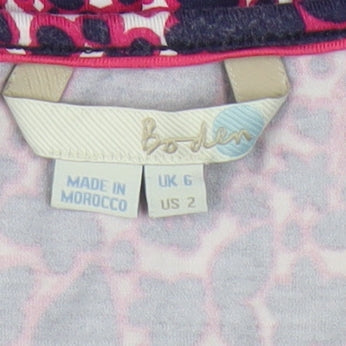 Boden
MADE IN
MOROCCO
UK 6
US 2